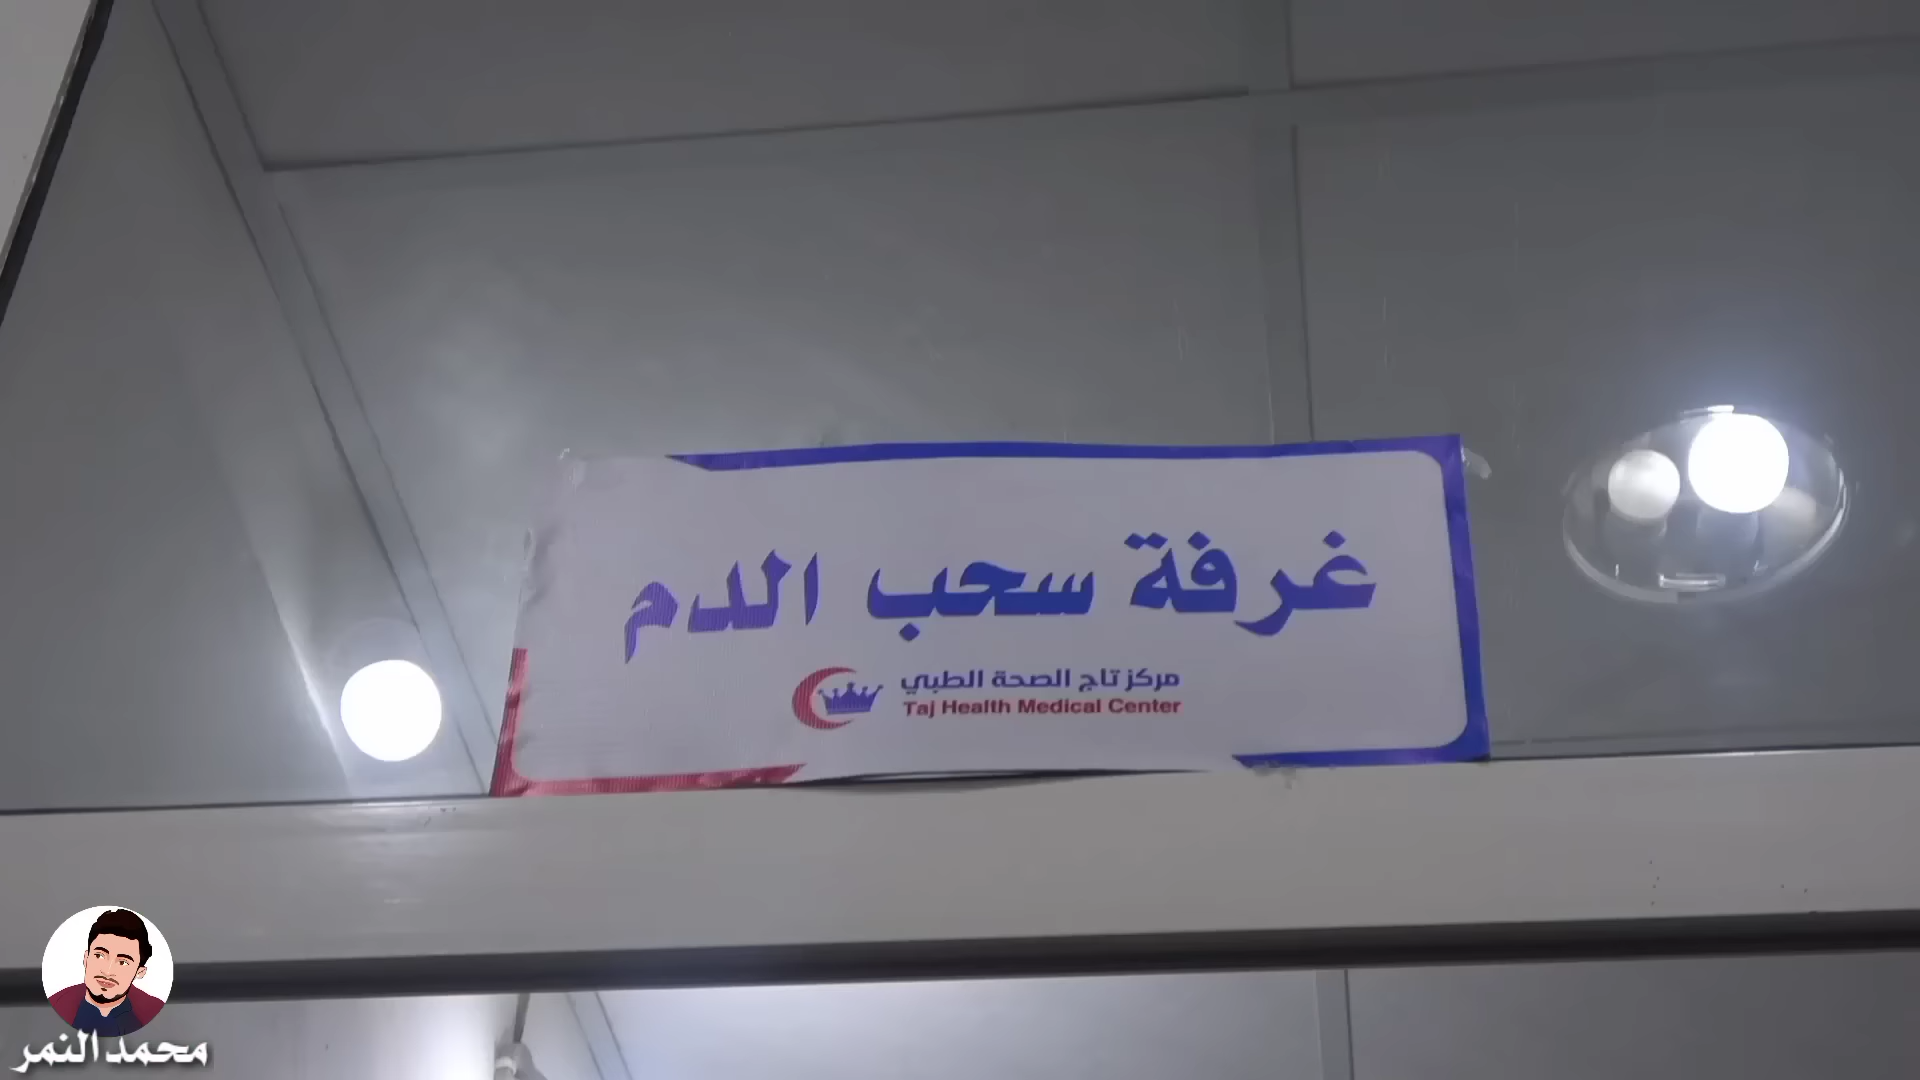 غرفة سحب الدم
مركز تاج الصحة الطبي
Taj Health Medical Center
محمد النمر